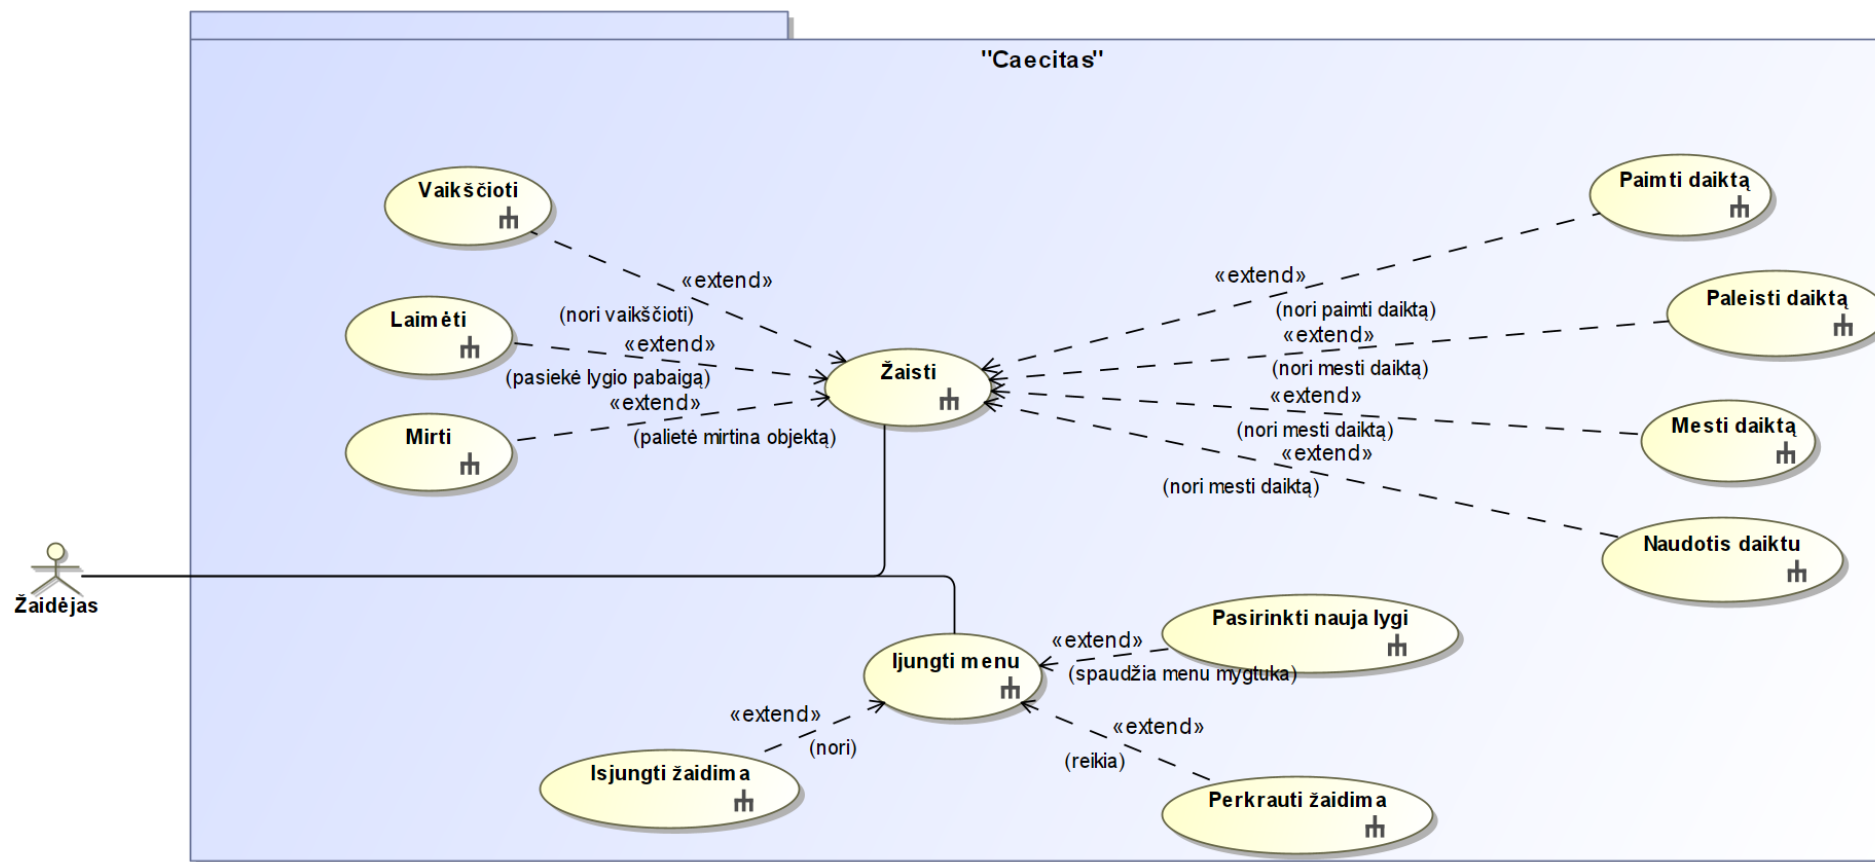 "Caecitas"
Vaikščioti
«extend»
(nori vaikščioti)
Laimėti
«extend»
(pasiekė lygio pabaigą)
Mirti
«extend»
(palietė mirtina objektą)
Žaisti
Paimti daiktą
«extend»
(nori paimti daiktą)
Paleisti daiktą
«extend»
(nori mesti daiktą)
Mesti daiktą
«extend»
(nori mesti daiktą)
Naudotis daiktu
«extend»
(nori mesti daiktą)
Žaidėjas
Ijungti menu
Pasirinkti nauja lygi
«extend»
(spaudžia menu mygtuka)
Isjungti žaidima
«extend»
(nori)
Perkrauti žaidima
«extend»
(reikia)